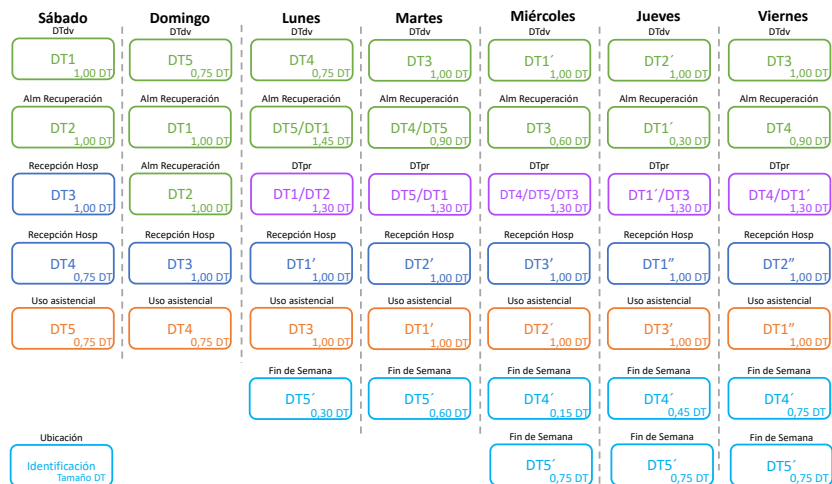 Sábado Domingo Lunes Martes Miércoles Jueves Viernes
DTdv DTdv DTdv DTdv DTdv DTdv DTdv
DT1 DT5 DT4 DT3 DT1´ DT2´ DT3
1,00 DT 0,75 DT 0,75 DT 1,00 DT 1,00 DT 1,00 DT 1,00 DT
Alm Recuperación Alm Recuperación Alm Recuperación Alm Recuperación Alm Recuperación Alm Recuperación Alm Recuperación
DT2 DT1 DT5/DT1 DT4/DT5 DT3 DT1´ DT4
1,00 DT 1,00 DT 1,45 DT 0,90 DT 0,60 DT 0,30 DT 0,90 DT
Recepción Hosp Alm Recuperación DTpr DTpr DTpr DTpr DTpr
DT3 DT2 DT1/DT2 DT5/DT1 DT4/DT5/DT3 DT1´/DT3 DT4/DT1´
1,00 DT 1,00 DT 1,30 DT 1,30 DT 1,30 DT 1,30 DT 1,30 DT
Recepción Hosp Recepción Hosp Recepción Hosp Recepción Hosp Recepción Hosp Recepción Hosp Recepción Hosp
DT4 DT3 DT1' DT2' DT3' DT1” DT2”
0,75 DT 1,00 DT 1,00 DT 1,00 DT 1,00 DT 1,00 DT 1,00 DT
Uso asistencial Uso asistencial Uso asistencial Uso asistencial Uso asistencial Uso asistencial Uso asistencial
DT5 DT4 DT3 DT1' DT2´ DT3' DT1”
0,75 DT 0,75 DT 1,00 DT 1,00 DT 1,00 DT 1,00 DT 1,00 DT
Fin de Semana Fin de Semana Fin de Semana Fin de Semana Fin de Semana
DT5´ DT5´ DT4´ DT4´ DT4´
0,30 DT 0,60 DT 0,15 DT 0,45 DT 0,75 DT
Ubicación Fin de Semana Fin de Semana Fin de Semana
Identificación DT5´ DT5´ DT5´
Tamaño DT 0,75 DT 0,75 DT 0,75 DT